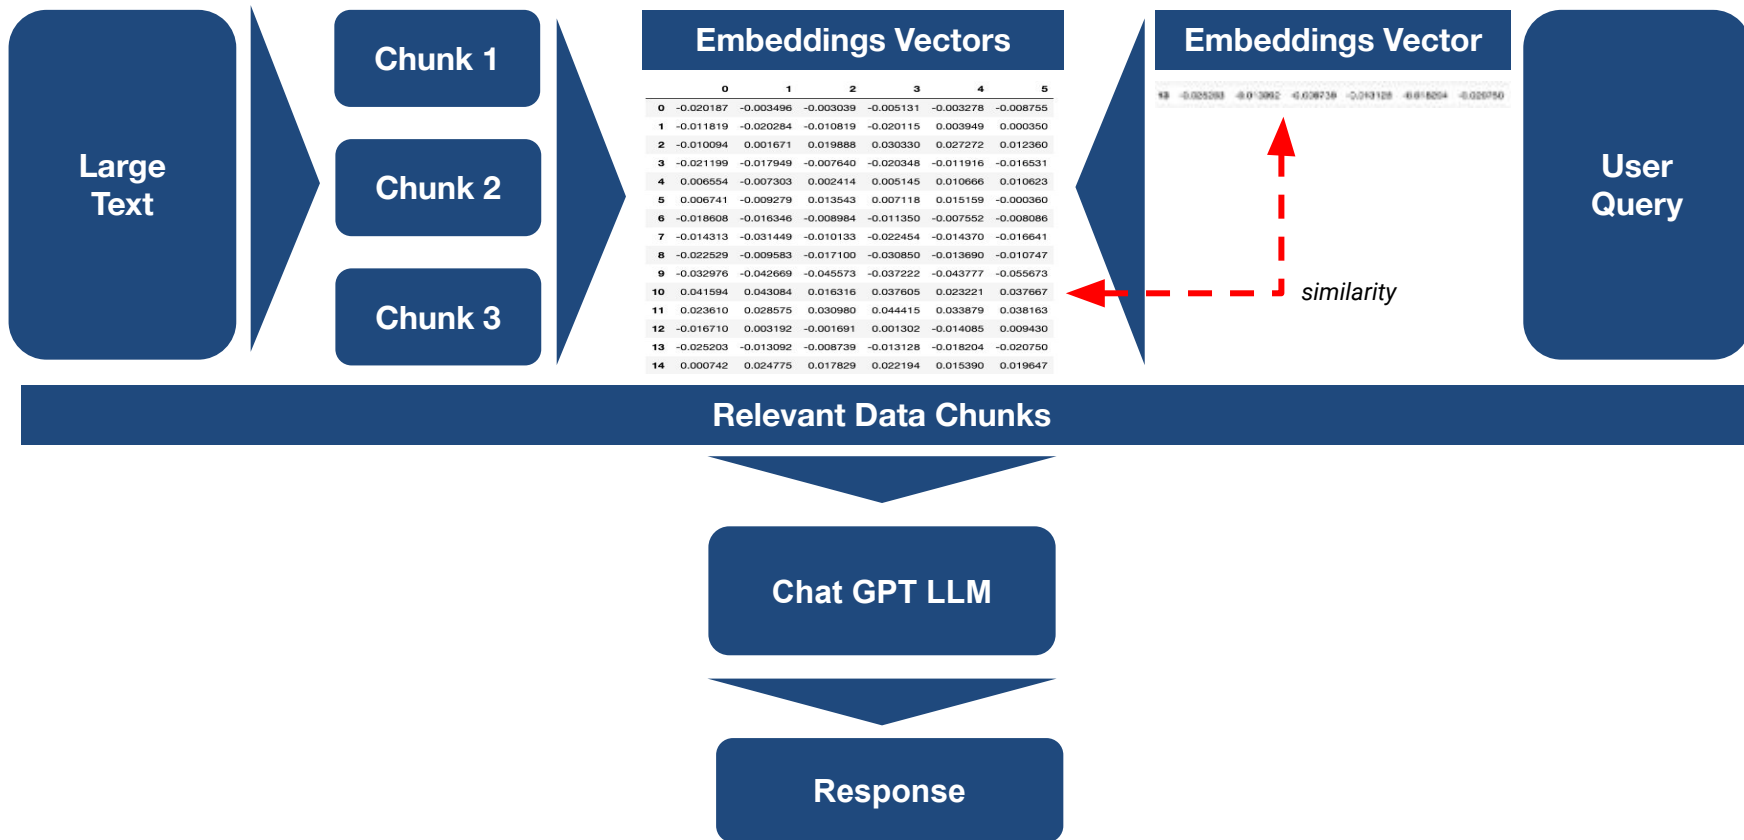 Large
Text
Chunk 1
Chunk 2
Chunk 3
Embeddings Vectors
0 1 2 3 4 5
0 -0.020187 -0.003496 -0.003039 -0.005131 -0.003278 -0.008755
1 -0.011819 -0.020284 -0.010819 -0.020115 0.003949 0.000350
2 -0.010094 0.001671 0.019888 0.030330 0.027272 0.012360
3 -0.021199 -0.017949 -0.007640 -0.020348 -0.011916 -0.016531
4 0.006554 -0.007303 0.002414 0.005145 0.010666 0.010623
5 0.006741 -0.009279 0.013543 0.007118 0.015159 -0.000360
6 -0.018608 -0.016346 -0.008984 -0.011350 -0.007552 -0.008086
7 -0.014313 -0.031449 -0.010133 -0.022454 -0.014370 -0.016641
8 -0.022529 -0.009583 -0.017100 -0.030850 -0.013690 -0.010747
9 -0.032976 -0.042669 -0.045573 -0.037222 -0.043777 -0.055673
10 0.041594 0.043084 0.016316 0.037605 0.023221 0.037667
11 0.023610 0.028575 0.030980 0.044415 0.033879 0.038163
12 -0.016710 0.003192 -0.001691 0.001302 -0.014085 0.009430
13 -0.025203 -0.013092 -0.008739 -0.013128 -0.018204 -0.020750
14 0.000742 0.024775 0.017829 0.022194 0.015390 0.019647
Embeddings Vector
similarity
User
Query
Relevant Data Chunks
Chat GPT LLM
Response